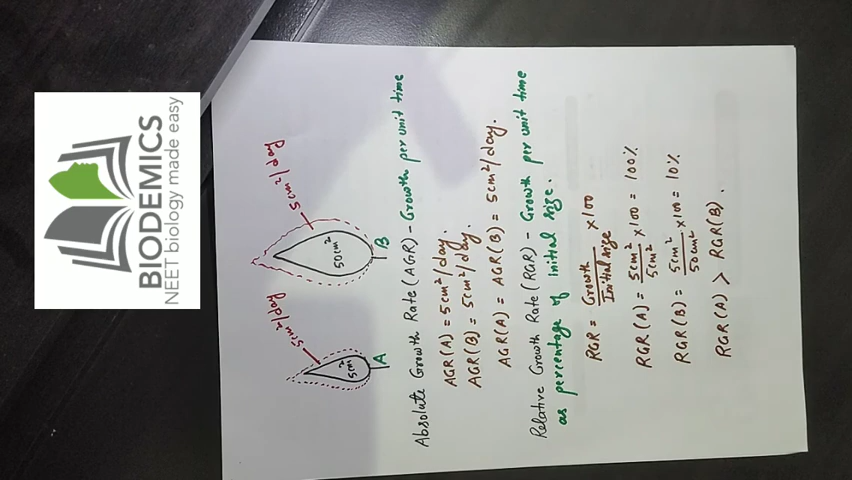 BIODEMICS
NEET biology made easy
5cm²/day
5cm²/day
5cm²
50cm²
A
B
Absolute Growth Rate (AGR) - Growth per unit time
AGR (A) = 5cm²/day.
AGR (B) = 5cm²/day.
AGR (A) = AGR (B) = 5cm²/day.
Relative Growth Rate (RGR) - Growth per unit time
as percentage of initial size.
RGR = Growth / Initial size × 100
RGR (A) = 5cm² / 5cm² × 100 = 100%
RGR (B) = 5cm² / 50cm² × 100 = 10%
RGR (A) > RGR (B).